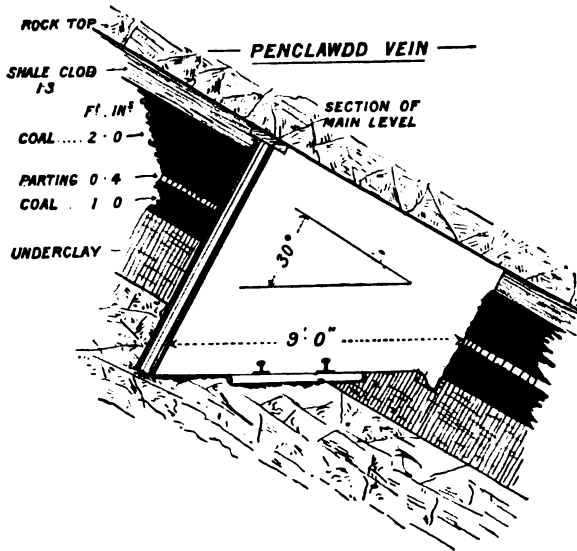 ROCK TOP
PENCLAWDD VEIN
SHALE CLOD
1·3
Ft. INs
SECTION OF
MAIN LEVEL
COAL .... 2·0
PARTING 0·4
COAL . 1 0
UNDERCLAY
30°
9'·0"